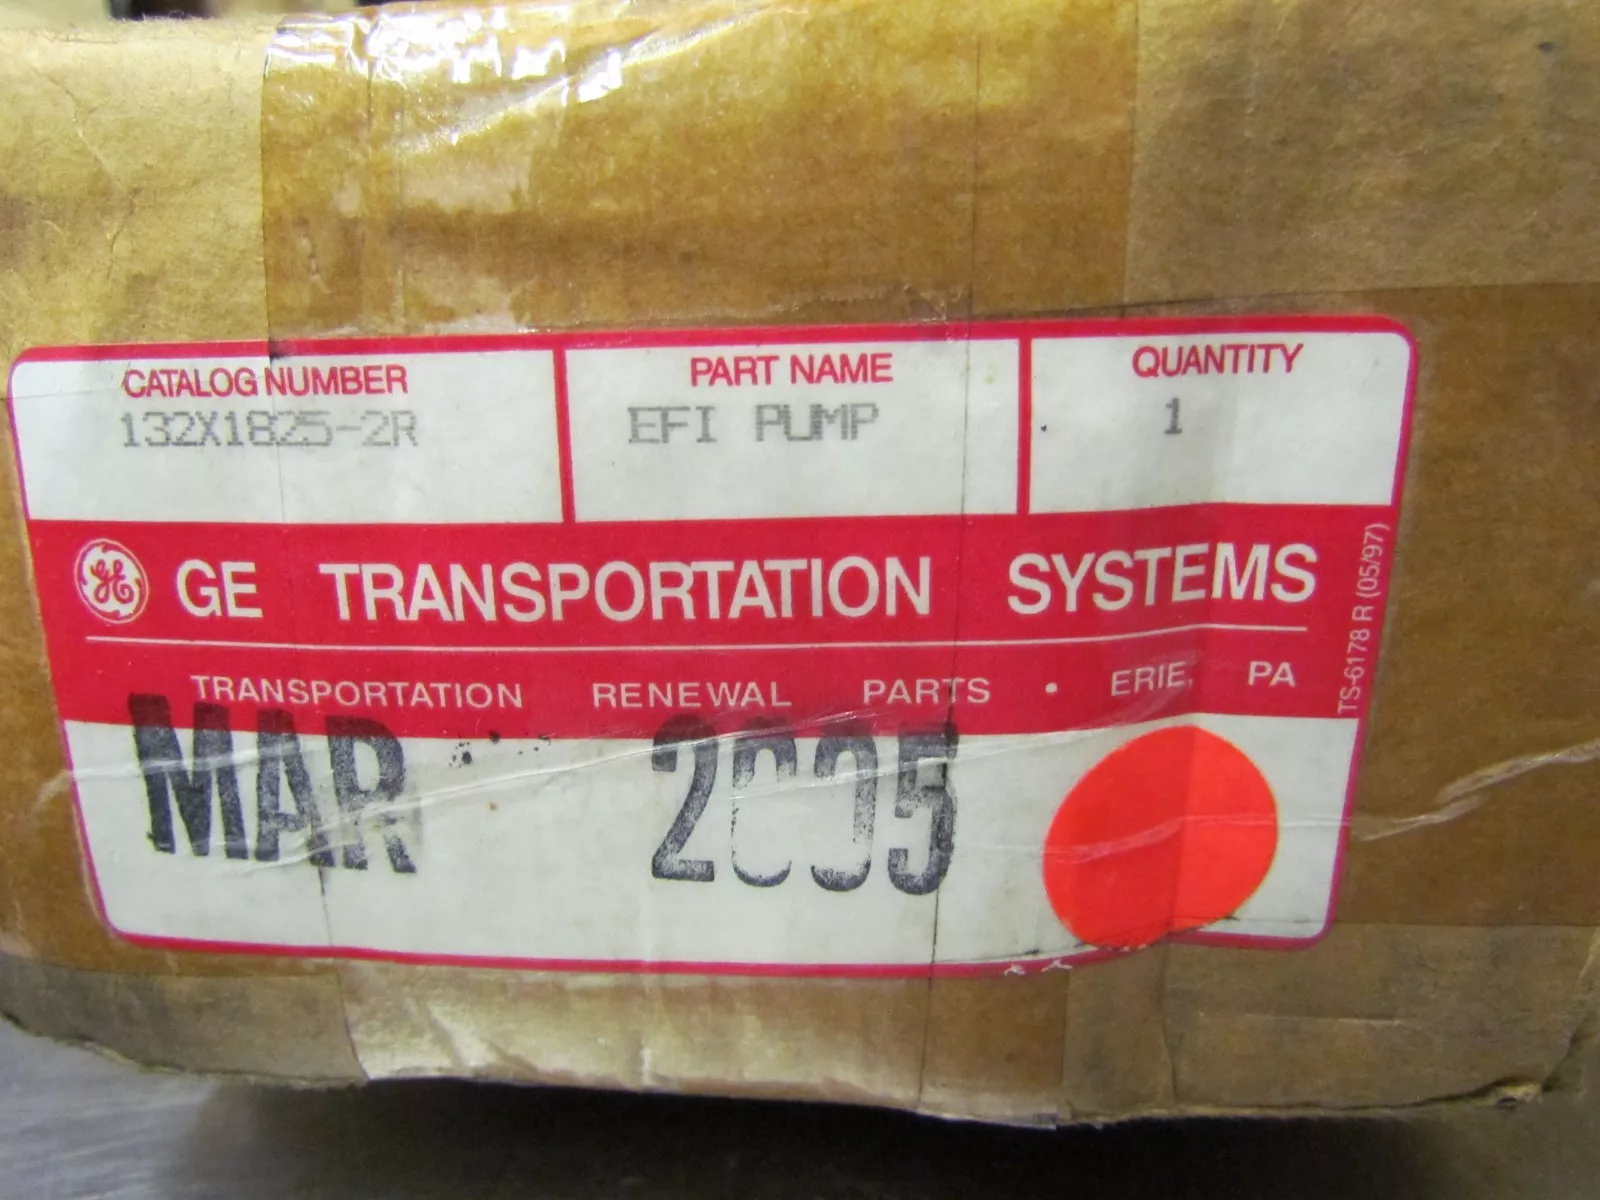 CATALOG NUMBER
132X1825-2R
PART NAME
EFI PUMP
QUANTITY
1
GE TRANSPORTATION SYSTEMS
TRANSPORTATION RENEWAL PARTS • ERIE, PA
TS-6178 R (05/97)
MAR 2005